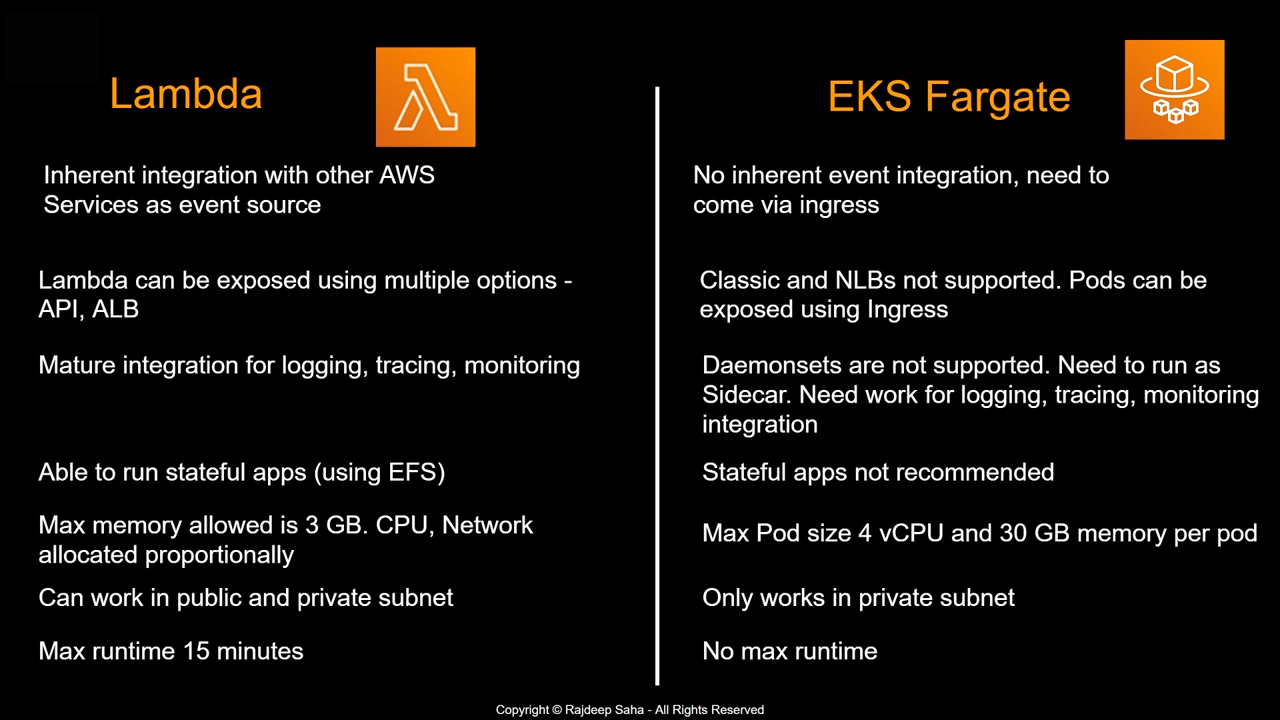 Lambda
Inherent integration with other AWS
Services as event source
Lambda can be exposed using multiple options -
API, ALB
Mature integration for logging, tracing, monitoring
Able to run stateful apps (using EFS)
Max memory allowed is 3 GB. CPU, Network
allocated proportionally
Can work in public and private subnet
Max runtime 15 minutes
EKS Fargate
No inherent event integration, need to
come via ingress
Classic and NLBs not supported. Pods can be
exposed using Ingress
Daemonsets are not supported. Need to run as
Sidecar. Need work for logging, tracing, monitoring
integration
Stateful apps not recommended
Max Pod size 4 vCPU and 30 GB memory per pod
Only works in private subnet
No max runtime
Copyright © Rajdeep Saha - All Rights Reserved